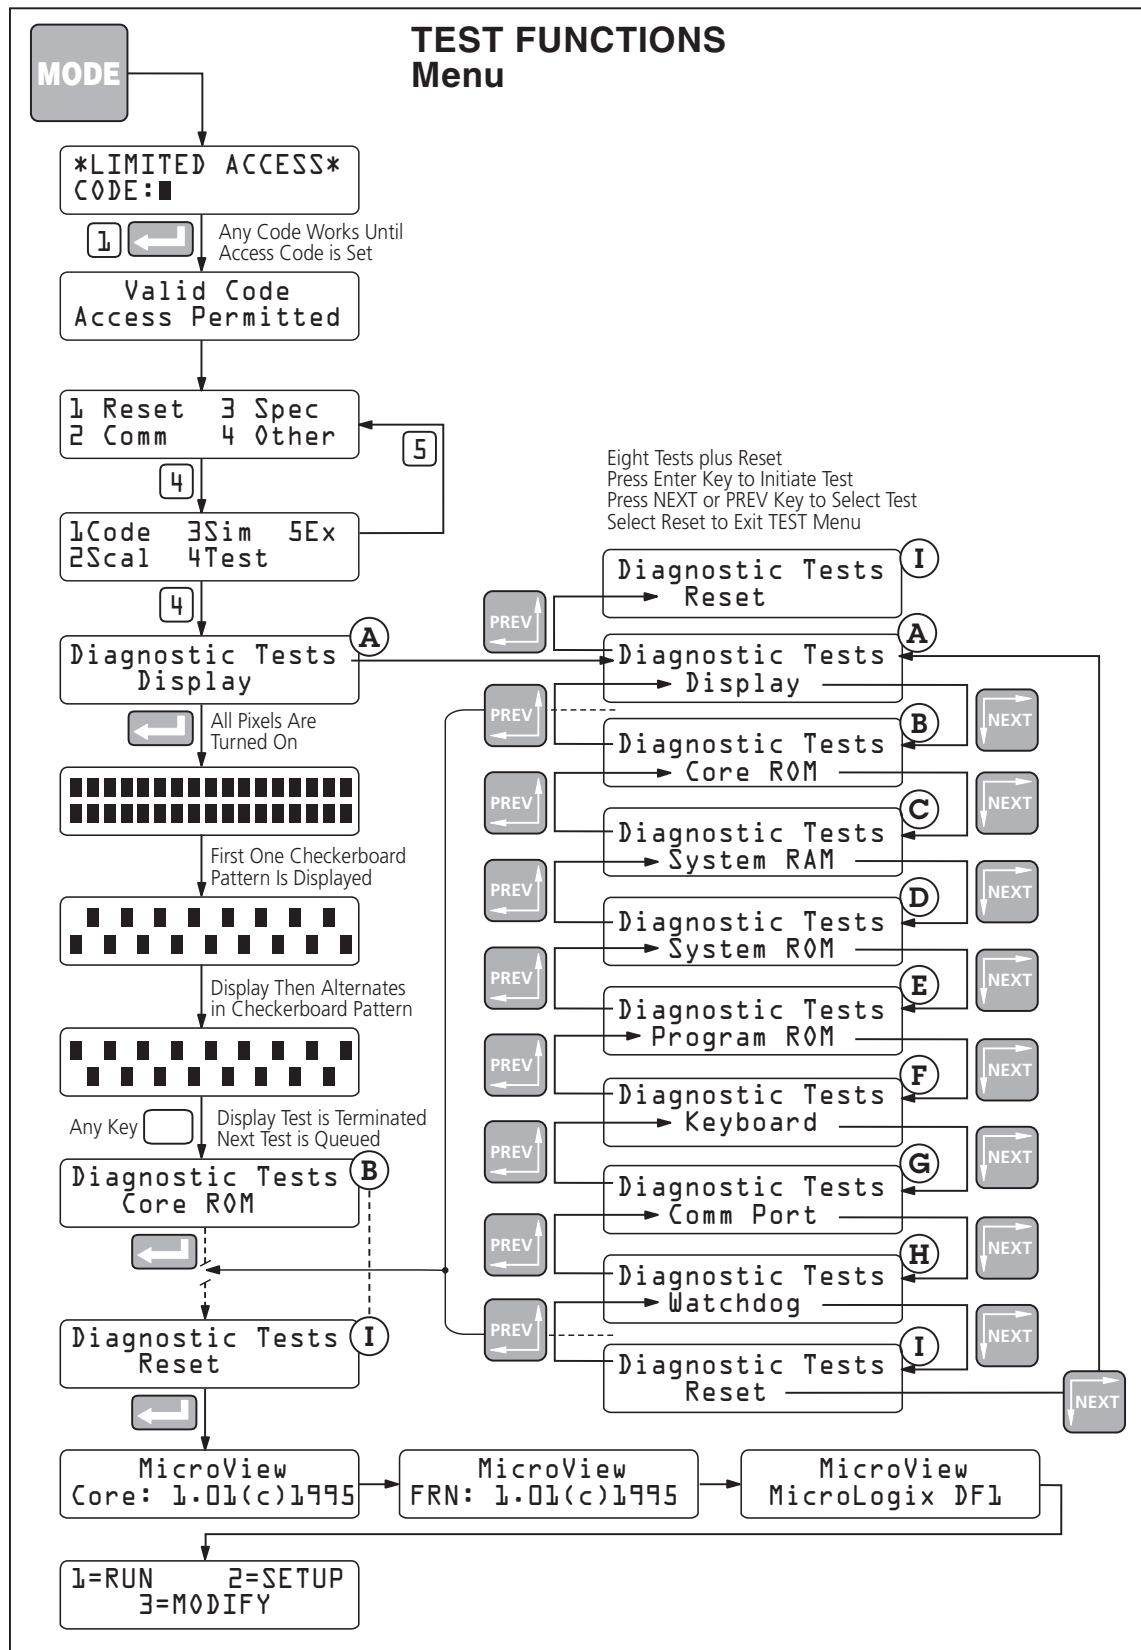 TEST FUNCTIONS
Menu
MODE
*LIMITED ACCESS*
CODE:
1
Any Code Works Until
Access Code is Set
Valid Code
Access Permitted
1 Reset 3 Spec
2 Comm 4 Other
5
4
1Code 3Sim 5Ex
2Scal 4Test
4
Diagnostic Tests
Display
A
All Pixels Are
Turned On
First One Checkerboard
Pattern Is Displayed
Display Then Alternates
in Checkerboard Pattern
Any Key
Display Test is Terminated
Next Test is Queued
Diagnostic Tests
Core ROM
B
Diagnostic Tests
Reset
I
Eight Tests plus Reset
Press Enter Key to Initiate Test
Press NEXT or PREV Key to Select Test
Select Reset to Exit TEST Menu
Diagnostic Tests
Reset
I
PREV
Diagnostic Tests
Display
A
PREV
NEXT
Diagnostic Tests
Core ROM
B
PREV
NEXT
Diagnostic Tests
System RAM
C
PREV
NEXT
Diagnostic Tests
System ROM
D
PREV
NEXT
Diagnostic Tests
Program ROM
E
PREV
NEXT
Diagnostic Tests
Keyboard
F
PREV
NEXT
Diagnostic Tests
Comm Port
G
PREV
NEXT
Diagnostic Tests
Watchdog
H
PREV
NEXT
Diagnostic Tests
Reset
I
NEXT
MicroView
Core: 1.01(c)1995
MicroView
FRN: 1.01(c)1995
MicroView
MicroLogix DF1
1=RUN 2=SETUP
3=MODIFY